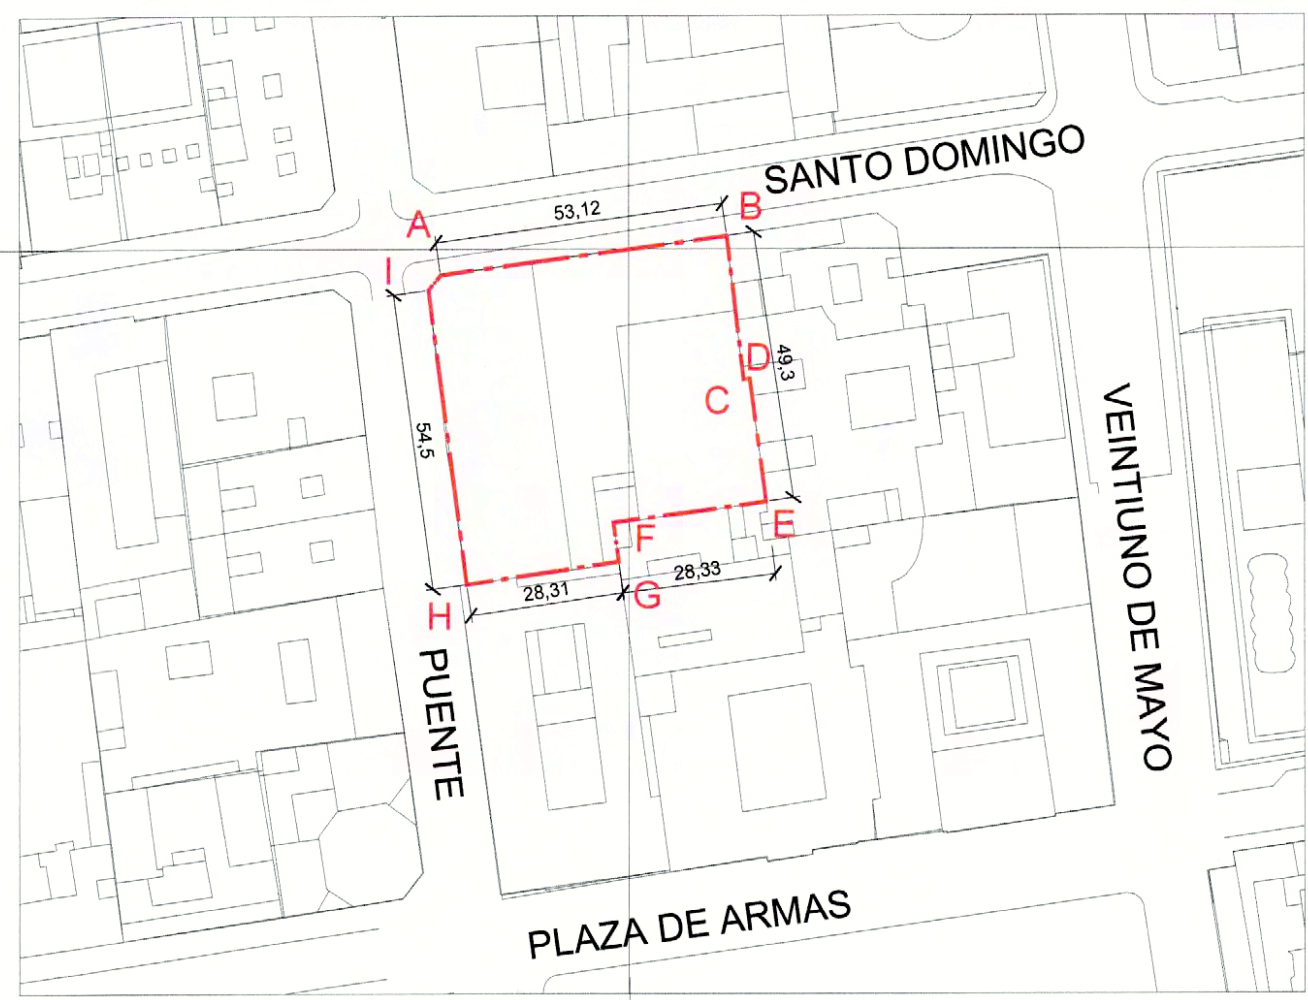 SANTO DOMINGO
53,12
B
A
I
D
49,3
C
54,5
VEINTIUNO DE MAYO
E
F
28,33
28,31
G
H
PUENTE
PLAZA DE ARMAS